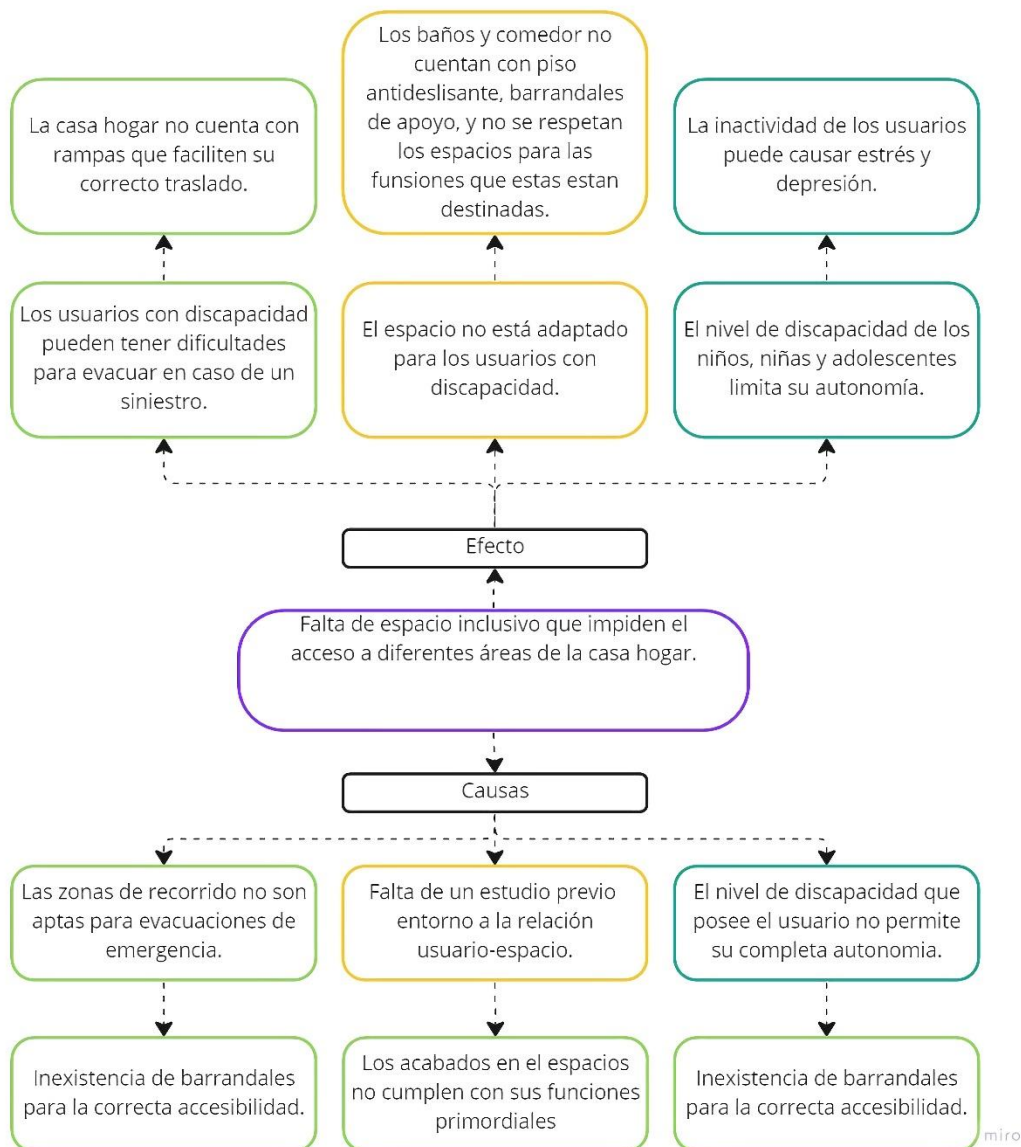 La casa hogar no cuenta con
rampas que faciliten su
correcto traslado.
Los baños y comedor no
cuentan con piso
antideslisante, barrandales
de apoyo, y no se respetan
los espacios para las
funsiones que estas estan
destinadas.
La inactividad de los usuarios
puede causar estrés y
depresión.
Los usuarios con discapacidad
pueden tener dificultades
para evacuar en caso de un
siniestro.
El espacio no está adaptado
para los usuarios con
discapacidad.
El nivel de discapacidad de los
niños, niñas y adolescentes
limita su autonomía.
Efecto
Falta de espacio inclusivo que impiden el
acceso a diferentes áreas de la casa hogar.
Causas
Las zonas de recorrido no son
aptas para evacuaciones de
emergencia.
Falta de un estudio previo
entorno a la relación
usuario-espacio.
El nivel de discapacidad que
posee el usuario no permite
su completa autonomia.
Inexistencia de barrandales
para la correcta accesibilidad.
Los acabados en el espacios
no cumplen con sus funciones
primordiales
Inexistencia de barrandales
para la correcta accesibilidad.
miro